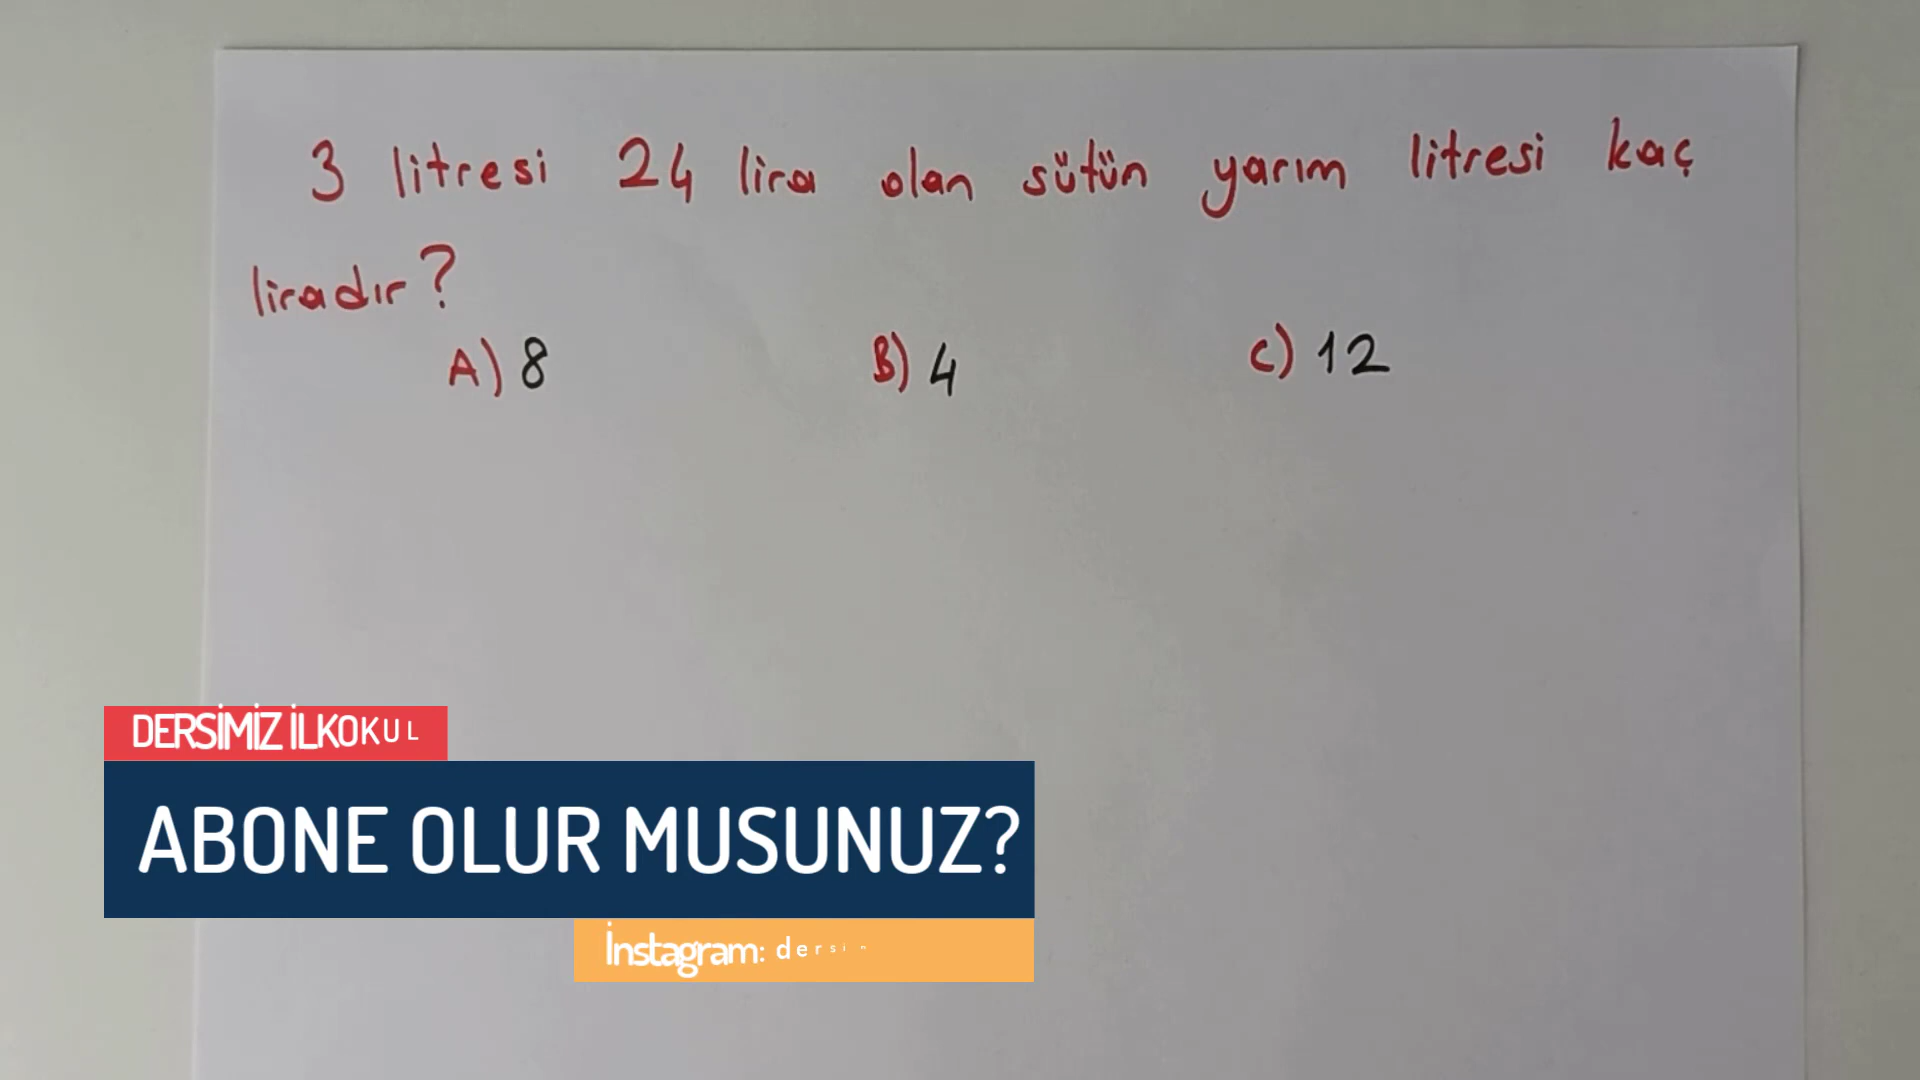 3 litresi 24 lira olan sütün yarım litresi kaç
liradır?
A) 8 B) 4 C) 12
DERSİMİZ İLKOKUL
ABONE OLUR MUSUNUZ?
İnstagram: dersi